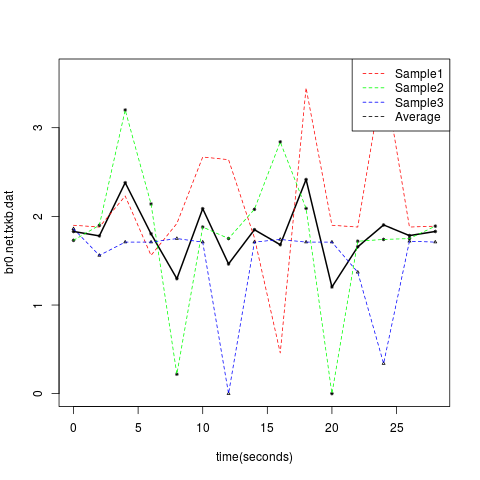 Sample1
Sample2
Sample3
Average
br0.net:txkb.dat
3
2
1
0
0 5 10 15 20 25
time(seconds)